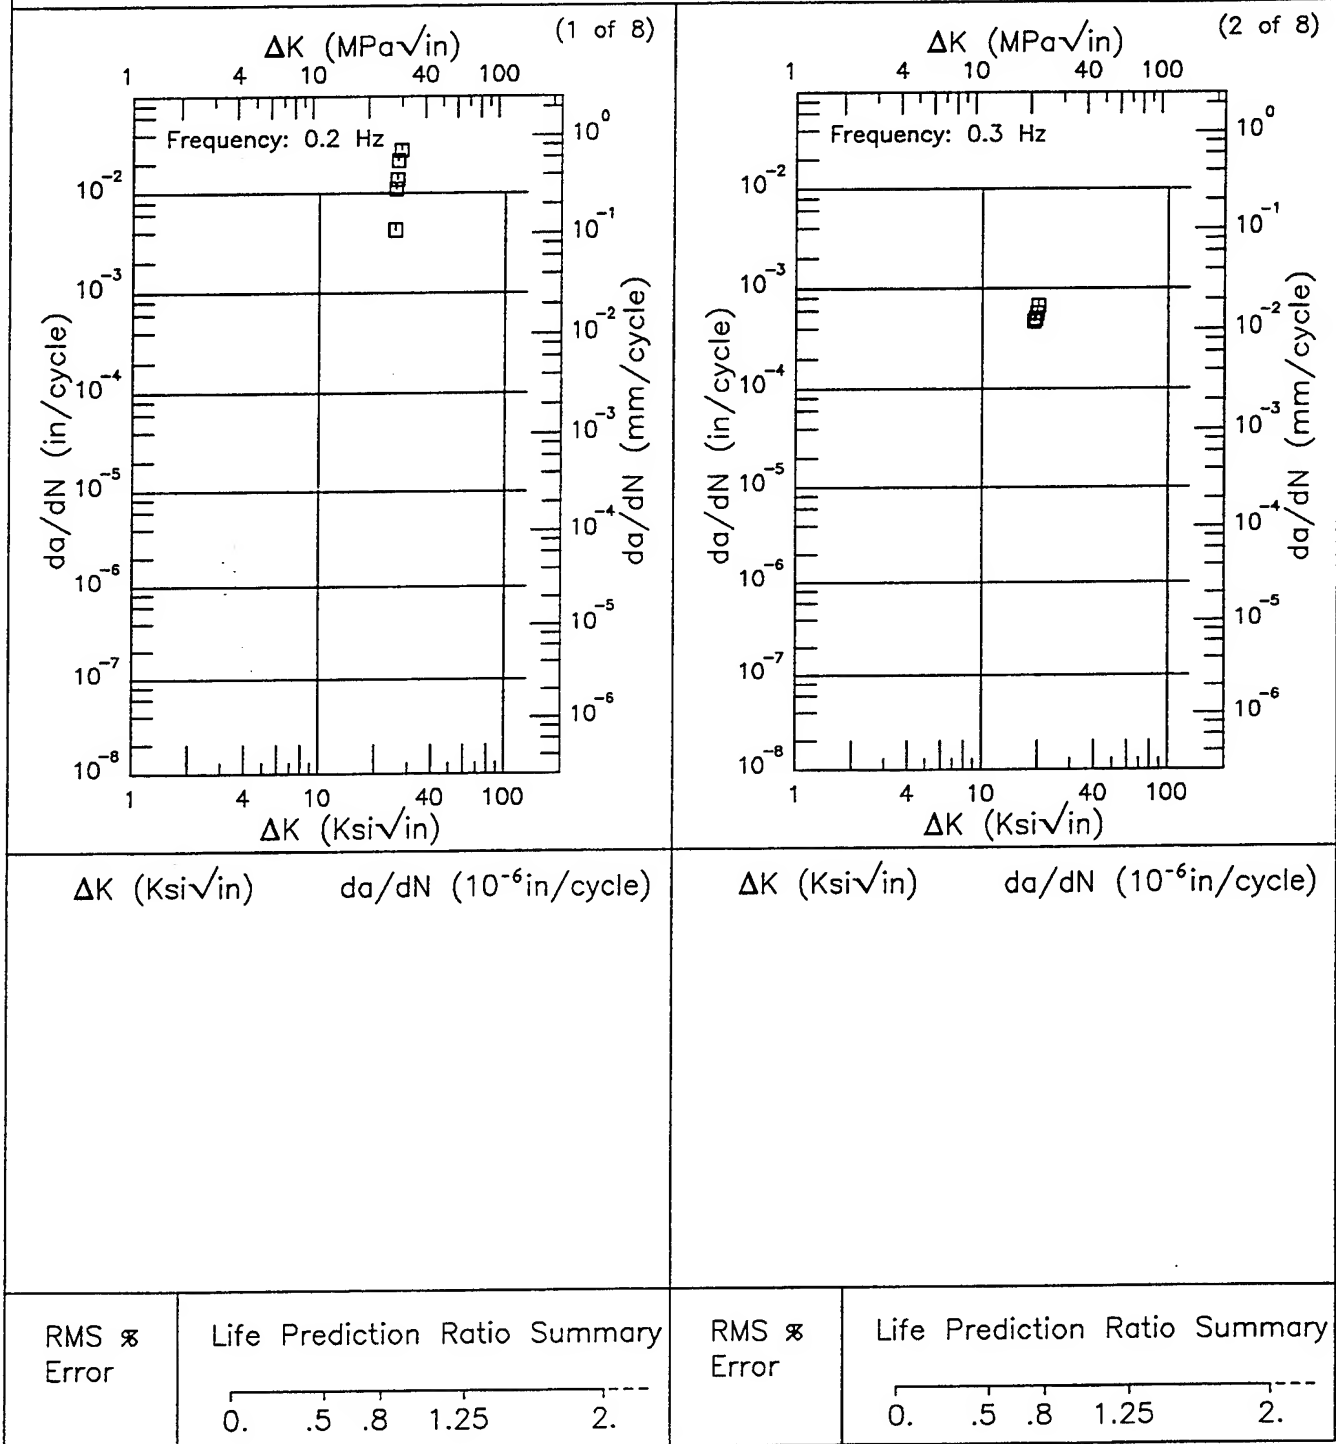 (1 of 8)
ΔK (MPa√in)
1 4 10 40 100
Frequency: 0.2 Hz
10⁰
10⁻²
10⁻¹
10⁻³
10⁻²
10⁻⁴
10⁻³
10⁻⁵
10⁻⁴
10⁻⁶
10⁻⁵
10⁻⁷
10⁻⁶
10⁻⁸
da/dN (in/cycle)
da/dN (mm/cycle)
1 4 10 40 100
ΔK (Ksi√in)
ΔK (Ksi√in) da/dN (10⁻⁶in/cycle)
RMS %
Error
Life Prediction Ratio Summary
0. .5 .8 1.25 2.
(2 of 8)
ΔK (MPa√in)
1 4 10 40 100
Frequency: 0.3 Hz
10⁰
10⁻²
10⁻¹
10⁻³
10⁻²
10⁻⁴
10⁻³
10⁻⁵
10⁻⁴
10⁻⁶
10⁻⁵
10⁻⁷
10⁻⁶
10⁻⁸
da/dN (in/cycle)
da/dN (mm/cycle)
1 4 10 40 100
ΔK (Ksi√in)
ΔK (Ksi√in) da/dN (10⁻⁶in/cycle)
RMS %
Error
Life Prediction Ratio Summary
0. .5 .8 1.25 2.